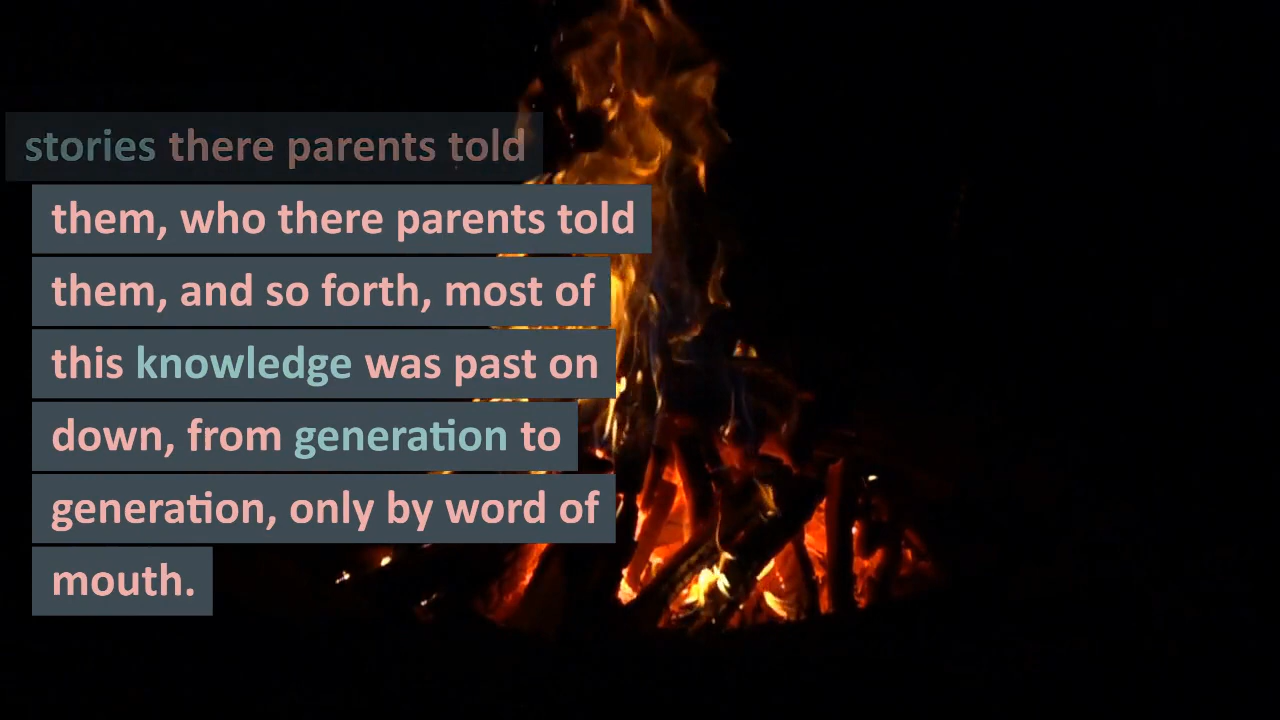 stories there parents told
them, who there parents told
them, and so forth, most of
this knowledge was past on
down, from generation to
generation, only by word of
mouth.